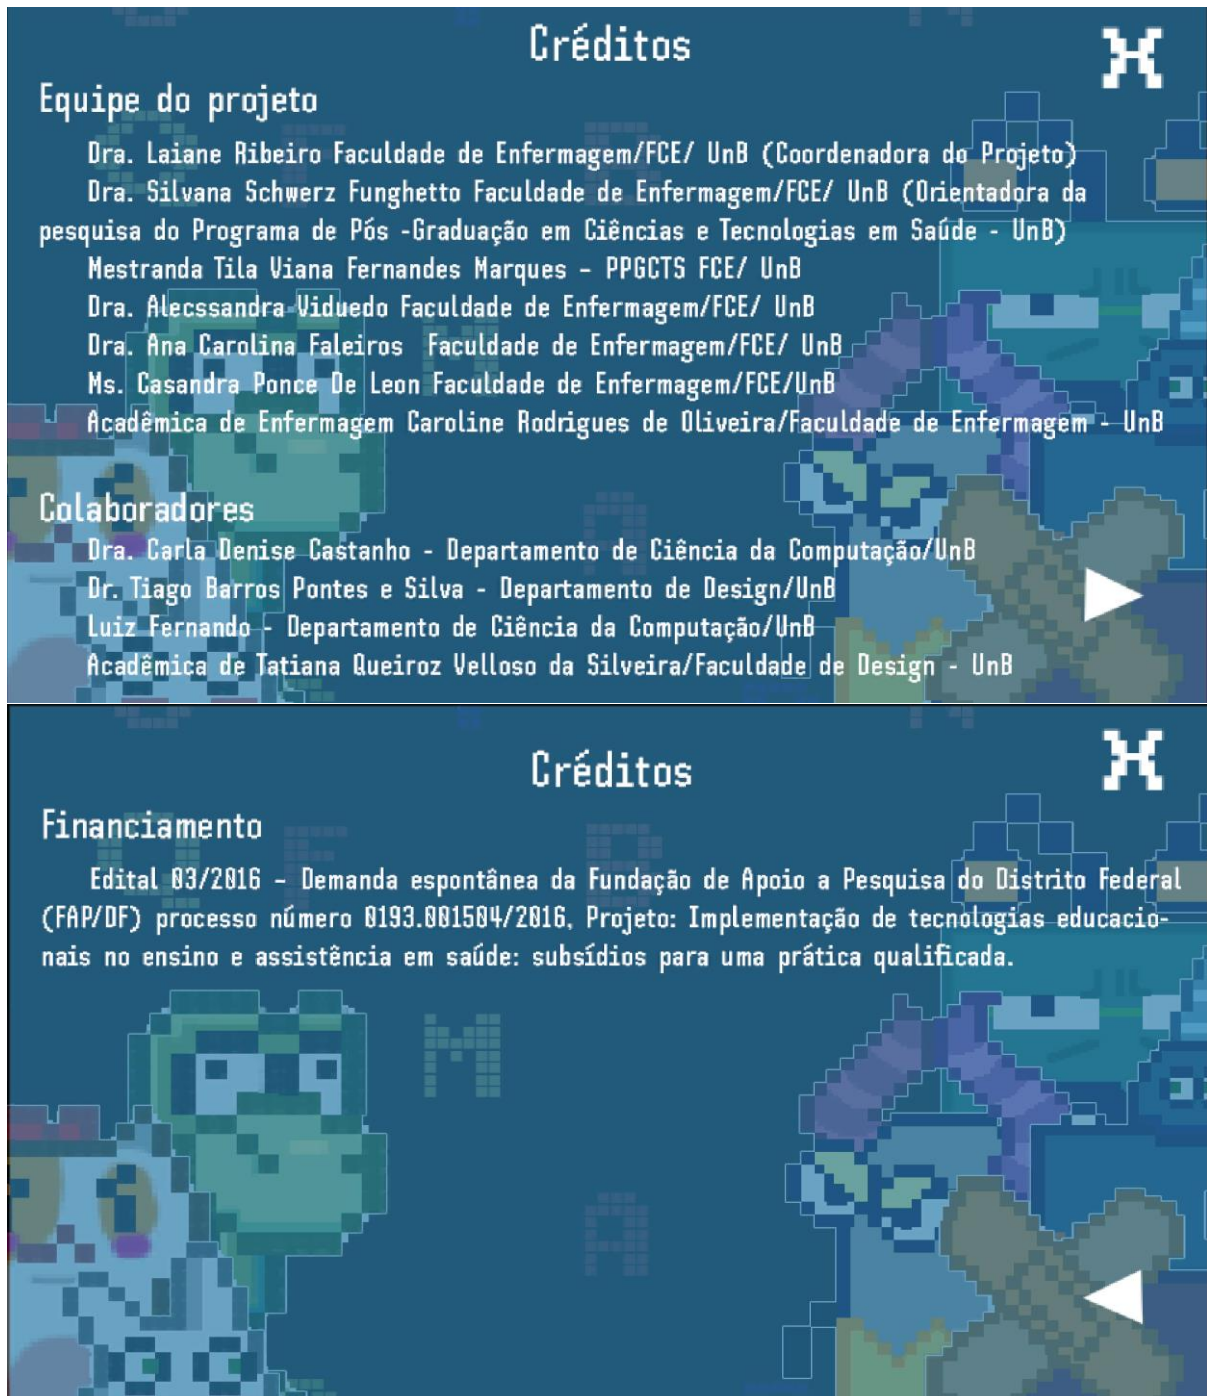 Créditos
Equipe do projeto
Dra. Laiane Ribeiro Faculdade de Enfermagem/FCE/ UnB (Coordenadora do Projeto)
Dra. Silvana Schwerz Funghetto Faculdade de Enfermagem/FCE/ UnB (Orientadora da
pesquisa do Programa de Pós -Graduação em Ciências e Tecnologias em Saúde - UnB)
Mestranda Tila Viana Fernandes Marques – PPGCTS FCE/ UnB
Dra. Alecssandra Viduedo Faculdade de Enfermagem/FCE/ UnB
Dra. Ana Carolina Faleiros Faculdade de Enfermagem/FCE/ UnB
Ms. Casandra Ponce De Leon Faculdade de Enfermagem/FCE/UnB
Acadêmica de Enfermagem Caroline Rodrigues de Oliveira/Faculdade de Enfermagem - UnB
Colaboradores
Dra. Carla Denise Castanho - Departamento de Ciência da Computação/UnB
Dr. Tiago Barros Pontes e Silva - Departamento de Design/UnB
Luiz Fernando - Departamento de Ciência da Computação/UnB
Acadêmica de Tatiana Queiroz Velloso da Silveira/Faculdade de Design - UnB
Créditos
Financiamento
Edital 03/2016 – Demanda espontânea da Fundação de Apoio a Pesquisa do Distrito Federal
(FAP/DF) processo número 0193.001504/2016, Projeto: Implementação de tecnologias educacio-
nais no ensino e assistência em saúde: subsídios para uma prática qualificada.